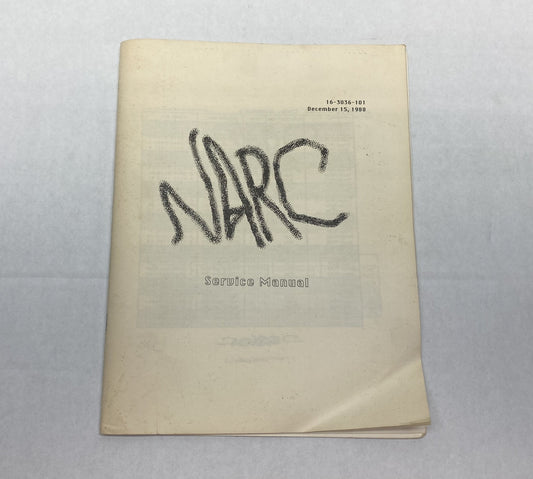 16-3036-101
December 15, 1988
NARC
Service Manual